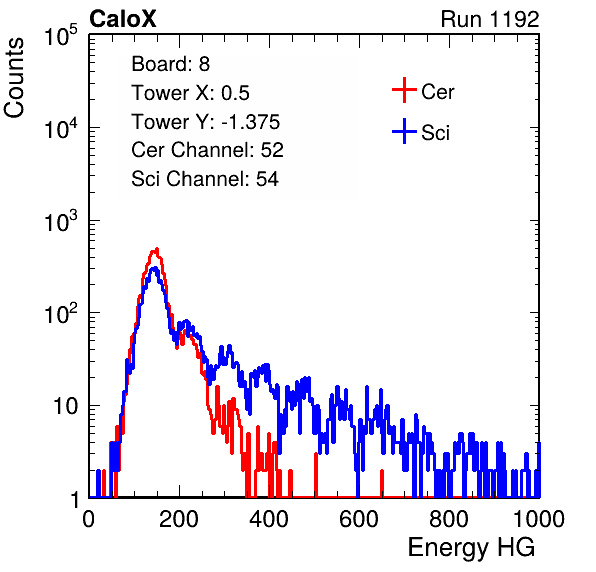 CaloX Run 1192
Counts
Board: 8
Tower X: 0.5
Tower Y: -1.375
Cer Channel: 52
Sci Channel: 54
Cer
Sci
10^5
10^4
10^3
10^2
10
1
0 200 400 600 800 1000
Energy HG